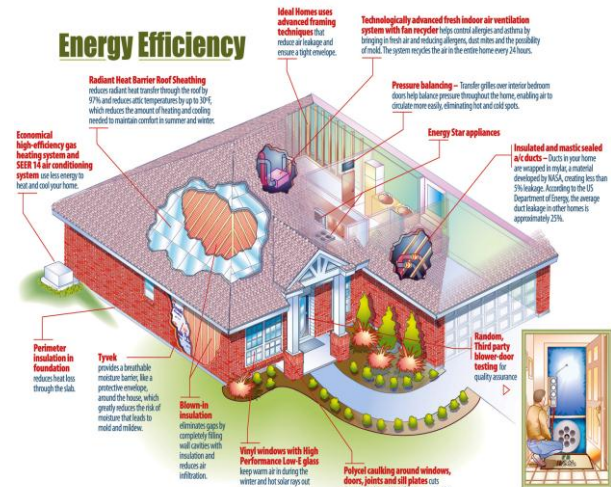 Energy Efficiency
Ideal Homes uses
advanced framing
techniques that
reduce air leakage and
ensure a tight envelope.
Technologically advanced fresh indoor air ventilation
system with fan recycler helps control allergies and asthma by
bringing in fresh air and reducing allergens, dust mites and the possibility
of mold. The system recycles the air in the entire home every 24 hours.
Radiant Heat Barrier Roof Sheathing
reduces radiant heat transfer through the roof by
97% and reduces attic temperatures by up to 30°F,
which reduces the amount of heating and cooling
needed to maintain comfort in summer and winter.
Pressure balancing – Transfer grilles over interior bedroom
doors help balance pressure throughout the home, enabling air to
circulate more easily, eliminating hot and cold spots.
Energy Star appliances
Economical
high-efficiency gas
heating system and
SEER 14 air conditioning
system use less energy to
heat and cool your home.
Insulated and mastic sealed
a/c ducts – Ducts in your home
are wrapped in mylar, a material
developed by NASA, creating less than
5% leakage. According to the US
Department of Energy, the average
duct leakage in other homes is
approximately 25%.
Perimeter
insulation in
foundation
reduces heat loss
through the slab.
Tyvek
provides a breathable
moisture barrier, like a
protective envelope,
around the house, which
greatly reduces the risk of
moisture that leads to
mold and mildew.
Blown-in
insulation
eliminates gaps by
completely filling
wall cavities with
insulation and
reduces air
infiltration.
Vinyl windows with High
Performance Low-E glass
keep warm air in during the
winter and hot solar rays out
Polycel caulking around windows,
doors, joints and sill plates cuts
Random,
Third party
blower-door
testing for
quality assurance